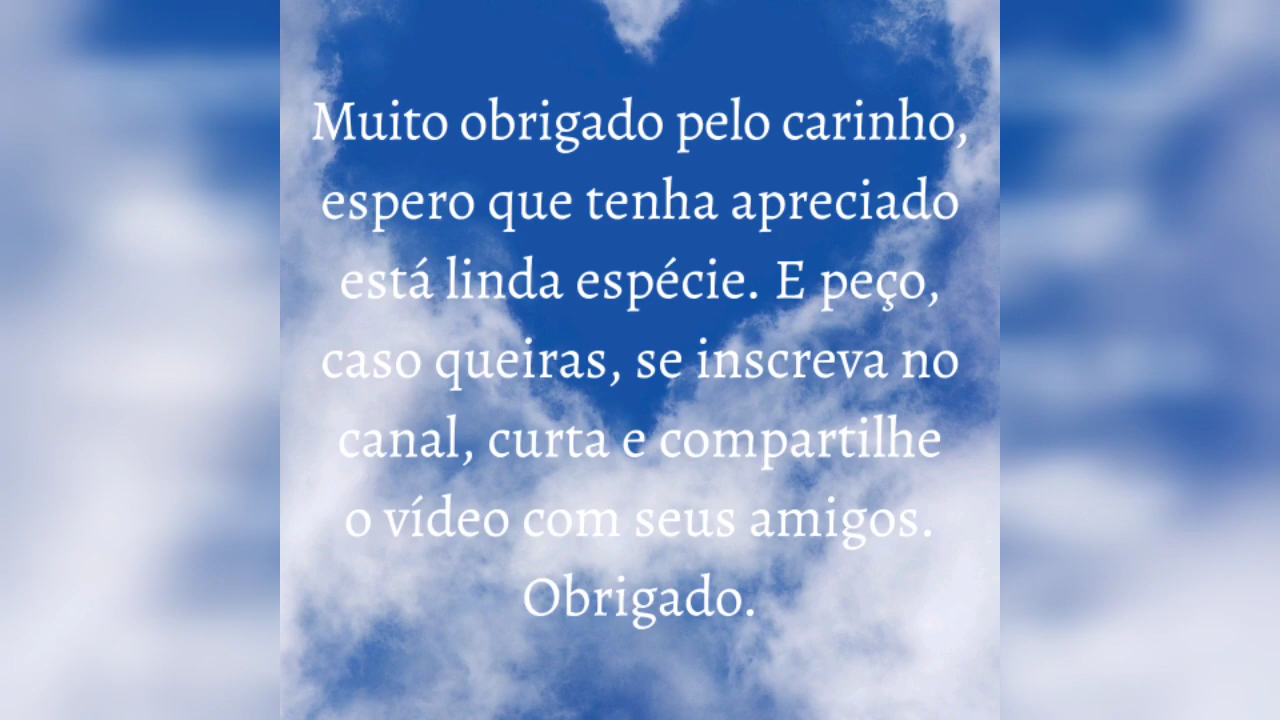 Muito obrigado pelo carinho,
espero que tenha apreciado
está linda espécie. E peço,
caso queiras, se inscreva no
canal, curta e compartilhe
o vídeo com seus amigos.
Obrigado.